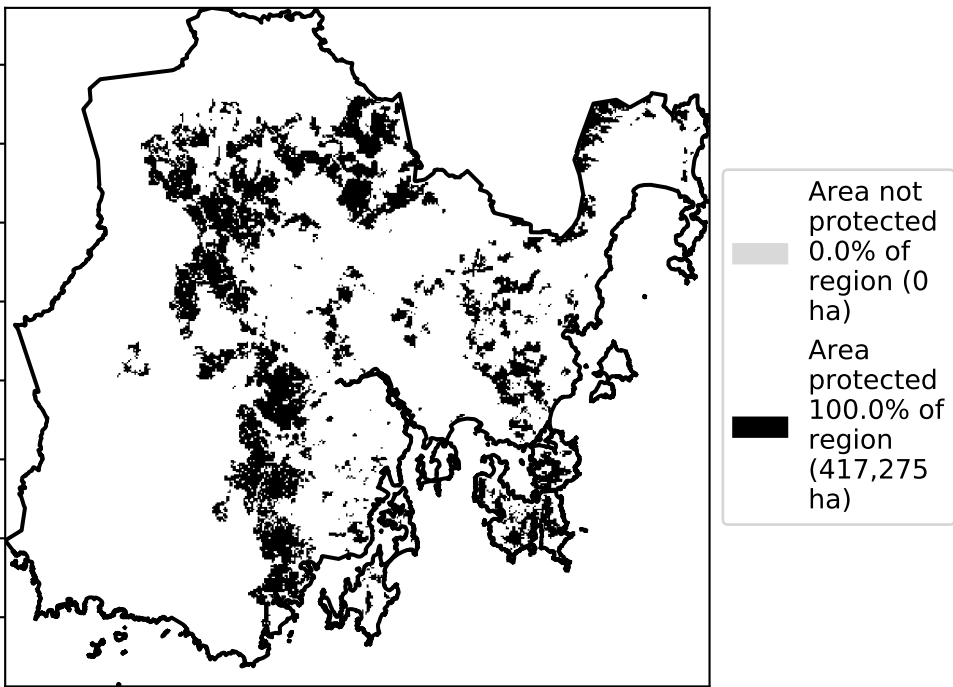 Area not
protected
0.0% of
region (0
ha)
Area
protected
100.0% of
region
(417,275
ha)